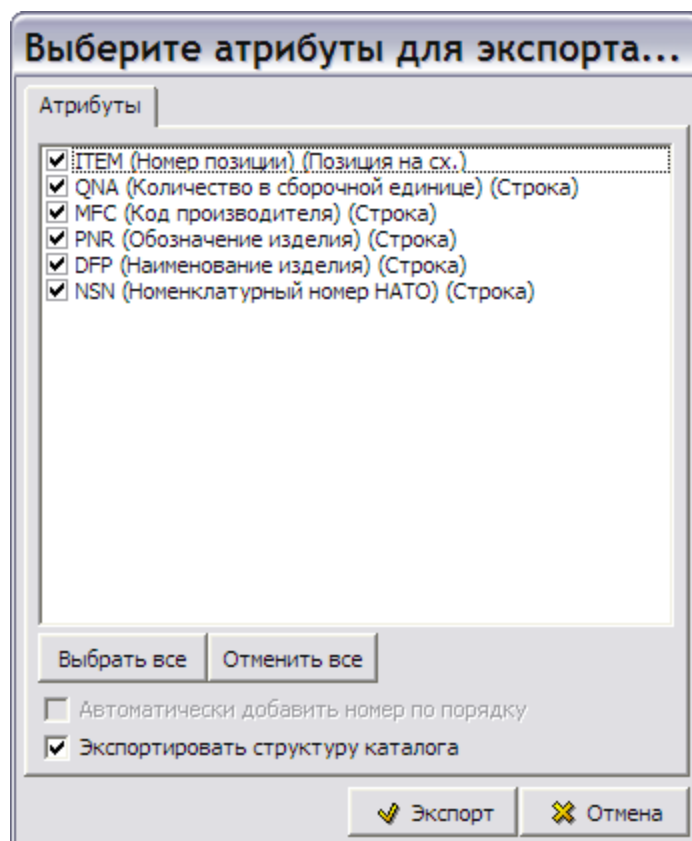 Выберите атрибуты для экспорта...
Атрибуты
ITEM (Номер позиции) (Позиция на сх.)
QNA (Количество в сборочной единице) (Строка)
MFC (Код производителя) (Строка)
PNR (Обозначение изделия) (Строка)
DFP (Наименование изделия) (Строка)
NSN (Номенклатурный номер НАТО) (Строка)
Выбрать все Отменить все
Автоматически добавить номер по порядку
Экспортировать структуру каталога
Экспорт Отмена